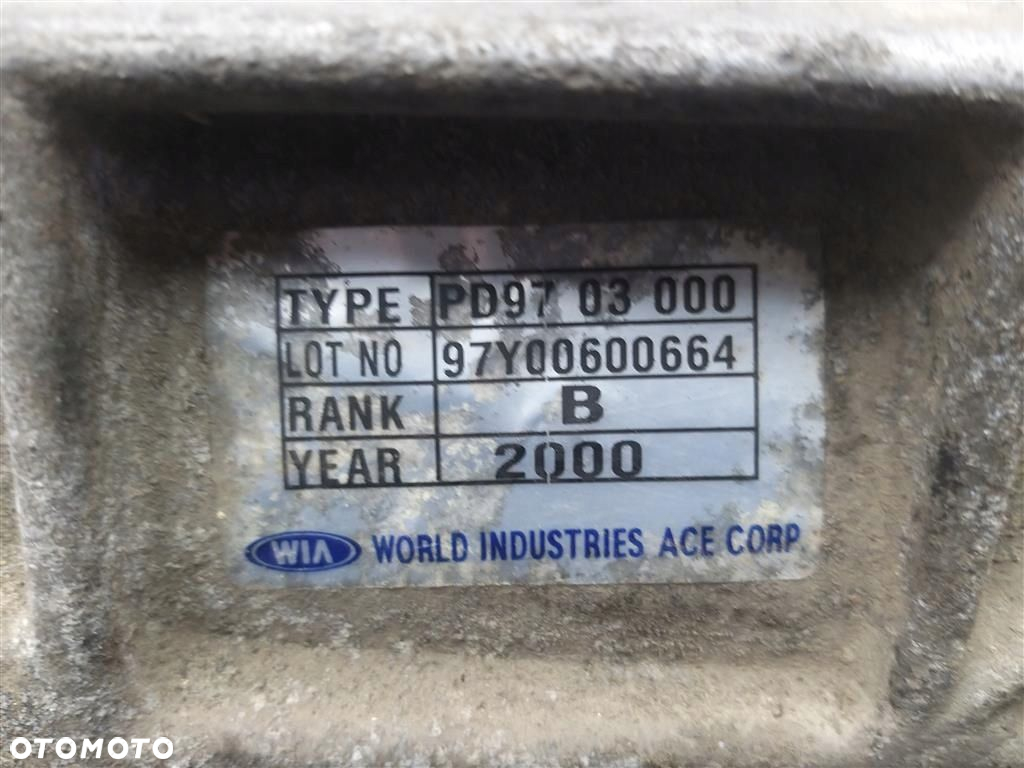 TYPE PD97 03 000
LOT NO 97Y00600664
RANK B
YEAR 2000
WIA WORLD INDUSTRIES ACE CORP.
OTOMOTO